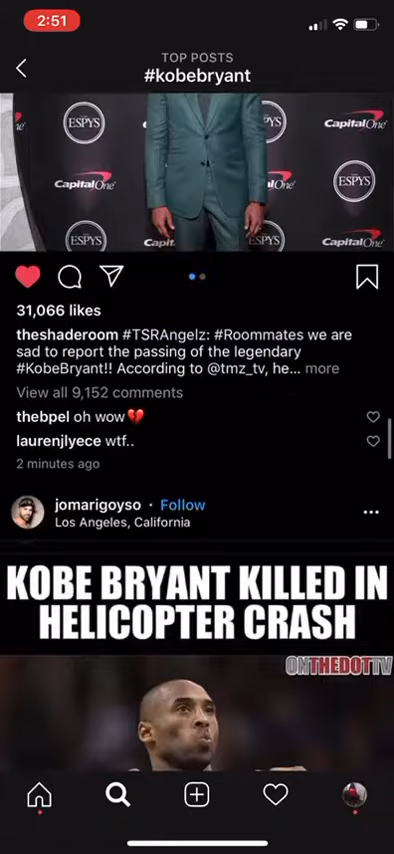 2:51
TOP POSTS
#kobebryant
ESPYS
Capital One
ESPYS
Capital One
ESPYS
Capit
ESPYS
Capital One
31,066 likes
theshaderoom #TSRAngelz: #Roommates we are
sad to report the passing of the legendary
#KobeBryant!! According to @tmz_tv, he... more
View all 9,152 comments
thebpel oh wow💔
laurenjlyece wtf..
2 minutes ago
jomarigoyso · Follow
Los Angeles, California
KOBE BRYANT KILLED IN
HELICOPTER CRASH
ONTHEDOTTV